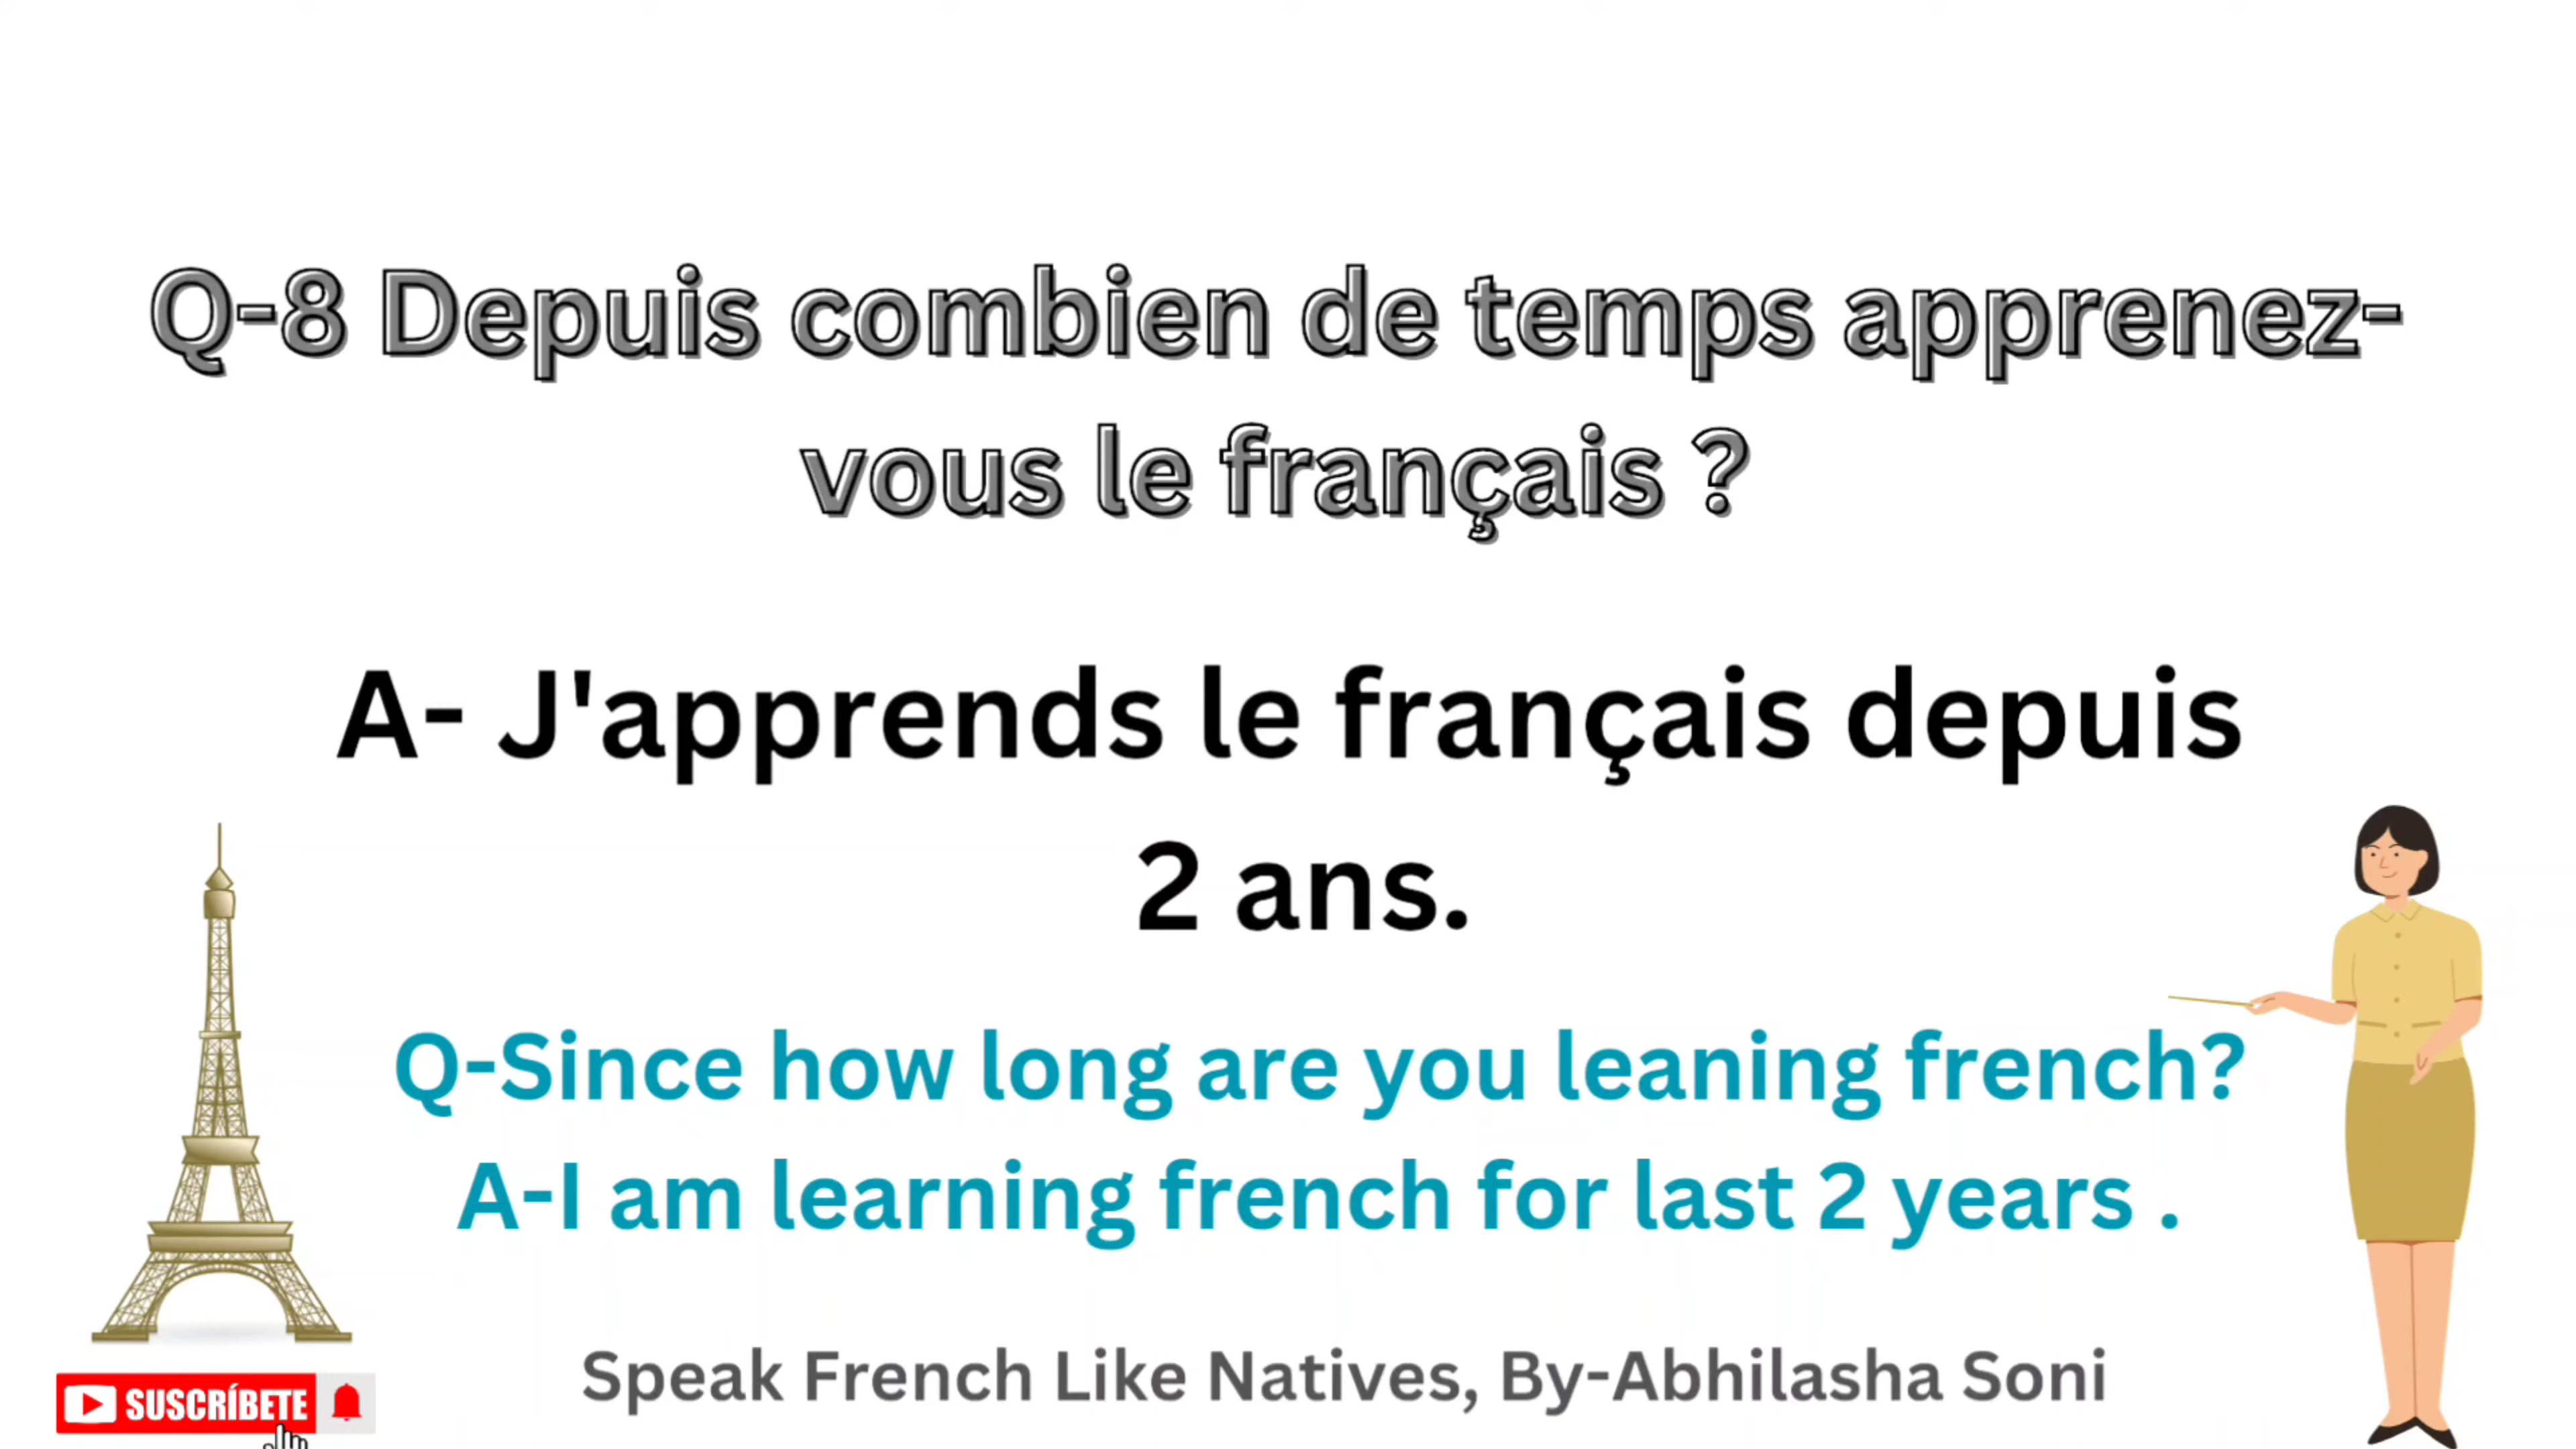 Q-8 Depuis combien de temps apprenez-
vous le français ?
A- J'apprends le français depuis
2 ans.
Q-Since how long are you leaning french?
A-I am learning french for last 2 years .
Speak French Like Natives, By-Abhilasha Soni
SUSCRÍBETE